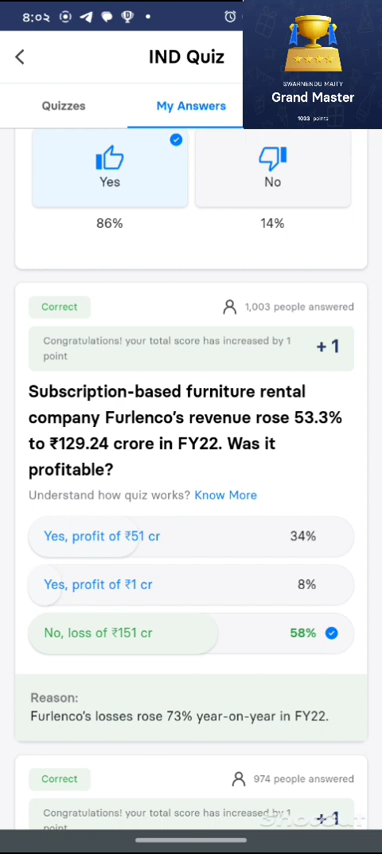 ৪:০২
IND Quiz
SWARNENDU MAITY
Grand Master
1033 points
Quizzes
My Answers
Yes
No
86%
14%
Correct
1,003 people answered
Congratulations! your total score has increased by 1
point
+1
Subscription-based furniture rental
company Furlenco's revenue rose 53.3%
to ₹129.24 crore in FY22. Was it
profitable?
Understand how quiz works? Know More
Yes, profit of ₹51 cr
34%
Yes, profit of ₹1 cr
8%
No, loss of ₹151 cr
58%
Reason:
Furlenco's losses rose 73% year-on-year in FY22.
Correct
974 people answered
Congratulations! your total score has increased by 1
point
+1